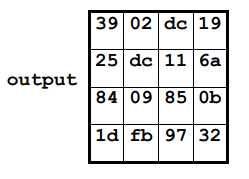 39 02 dc 19
25 dc 11 6a
output
84 09 85 0b
1d fb 97 32